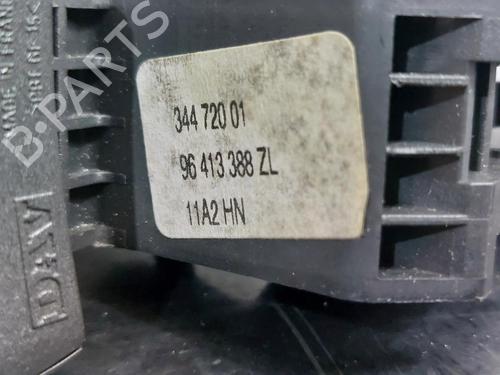 344 720 01
96 413 388 ZL
11A2 HN
DAV
MADE IN FRANCE
B-PARTS